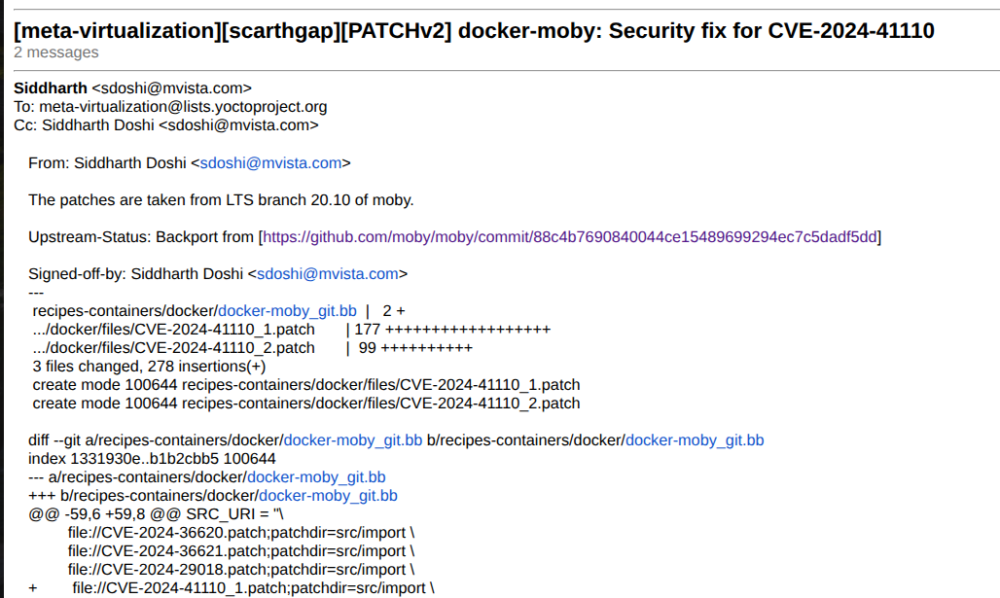 [meta-virtualization][scarthgap][PATCHv2] docker-moby: Security fix for CVE-2024-41110
2 messages
Siddharth <sdoshi@mvista.com>
To: meta-virtualization@lists.yoctoproject.org
Cc: Siddharth Doshi <sdoshi@mvista.com>
From: Siddharth Doshi <sdoshi@mvista.com>
The patches are taken from LTS branch 20.10 of moby.
Upstream-Status: Backport from [https://github.com/moby/moby/commit/88c4b7690840044ce15489699294ec7c5dadf5dd]
Signed-off-by: Siddharth Doshi <sdoshi@mvista.com>
---
recipes-containers/docker/docker-moby_git.bb | 2 +
.../docker/files/CVE-2024-41110_1.patch | 177 ++++++++++++++++++
.../docker/files/CVE-2024-41110_2.patch | 99 ++++++++++
3 files changed, 278 insertions(+)
create mode 100644 recipes-containers/docker/files/CVE-2024-41110_1.patch
create mode 100644 recipes-containers/docker/files/CVE-2024-41110_2.patch
diff --git a/recipes-containers/docker/docker-moby_git.bb b/recipes-containers/docker/docker-moby_git.bb
index 1331930e..b1b2cbb5 100644
--- a/recipes-containers/docker/docker-moby_git.bb
+++ b/recipes-containers/docker/docker-moby_git.bb
@@ -59,6 +59,8 @@ SRC_URI = "\
file://CVE-2024-36620.patch;patchdir=src/import \
file://CVE-2024-36621.patch;patchdir=src/import \
file://CVE-2024-29018.patch;patchdir=src/import \
+ file://CVE-2024-41110_1.patch;patchdir=src/import \